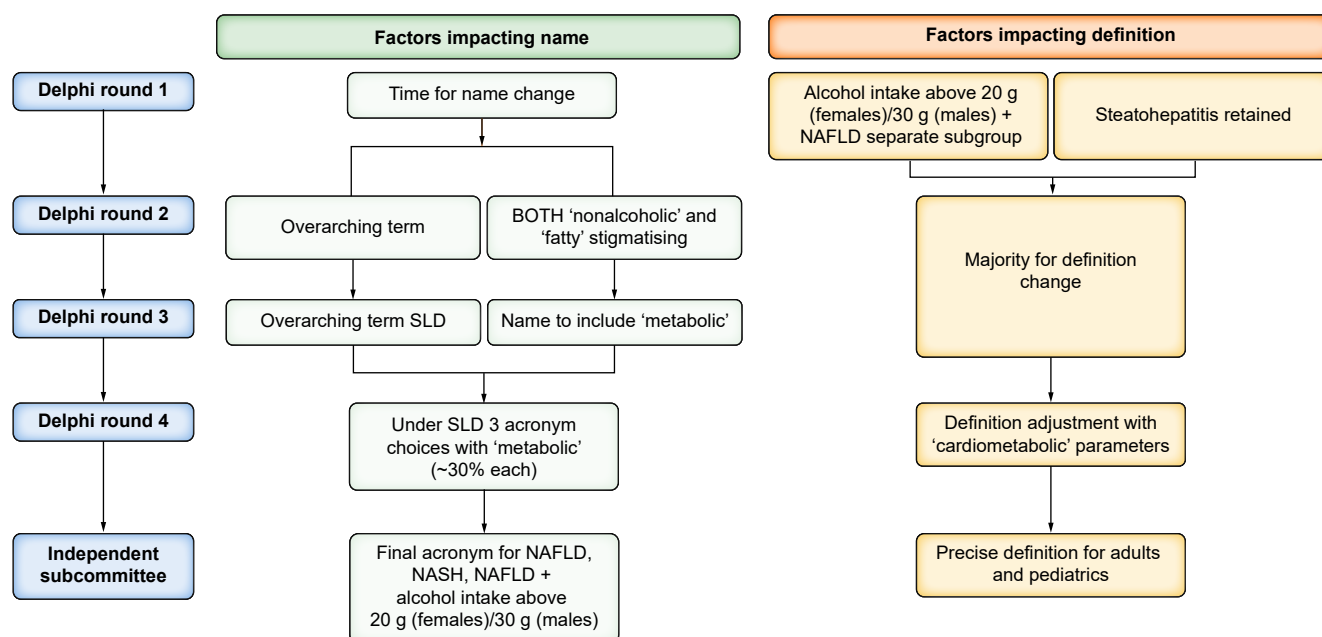 Factors impacting name
Factors impacting definition
Delphi round 1
Time for name change
Alcohol intake above 20 g
(females)/30 g (males) +
NAFLD separate subgroup
Steatohepatitis retained
Delphi round 2
Overarching term
BOTH ‘nonalcoholic’ and
‘fatty’ stigmatising
Majority for definition
change
Delphi round 3
Overarching term SLD
Name to include ‘metabolic’
Delphi round 4
Under SLD 3 acronym
choices with ‘metabolic’
(~30% each)
Definition adjustment with
‘cardiometabolic’ parameters
Independent
subcommittee
Final acronym for NAFLD,
NASH, NAFLD +
alcohol intake above
20 g (females)/30 g (males)
Precise definition for adults
and pediatrics